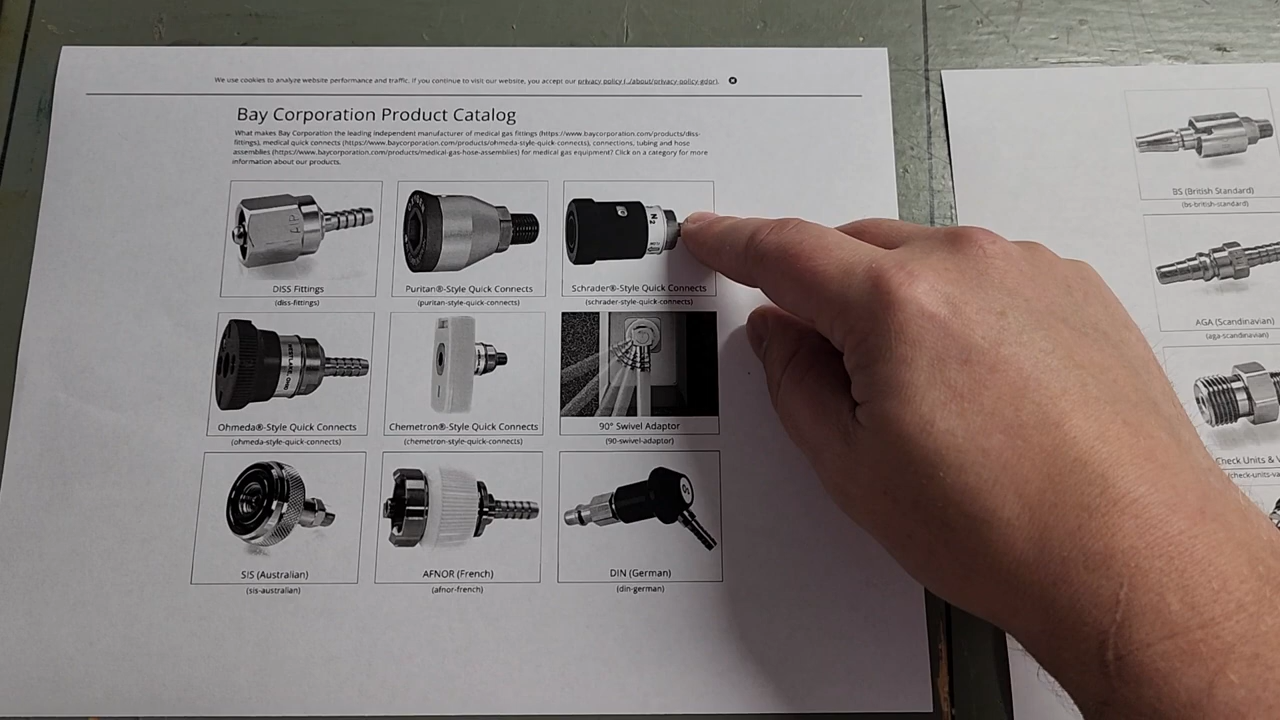 We use cookies to analyze website performance and traffic. If you continue to visit our website, you accept our privacy policy (../about/privacy-policy-gdpr).
Bay Corporation Product Catalog
What makes Bay Corporation the leading independent manufacturer of medical gas fittings (https://www.baycorporation.com/products/diss-
fittings), medical quick connects (https://www.baycorporation.com/products/ohmeda-style-quick-connects), connections, tubing and hose
assemblies (https://www.baycorporation.com/products/medical-gas-hose-assemblies) for medical gas equipment? Click on a category for more
information about our products.
N2
DISS Fittings
(diss-fittings)
Puritan®-Style Quick Connects
(puritan-style-quick-connects)
Schrader®-Style Quick Connects
(schrader-style-quick-connects)
Ohmeda®-Style Quick Connects
(ohmeda-style-quick-connects)
Chemetron®-Style Quick Connects
(chemetron-style-quick-connects)
90° Swivel Adaptor
(90-swivel-adaptor)
SIS (Australian)
(sis-australian)
AFNOR (French)
(afnor-french)
DIN (German)
(din-german)
BS (British Standard)
(bs-british-standard)
AGA (Scandinavian)
(aga-scandinavian)
Check Units &